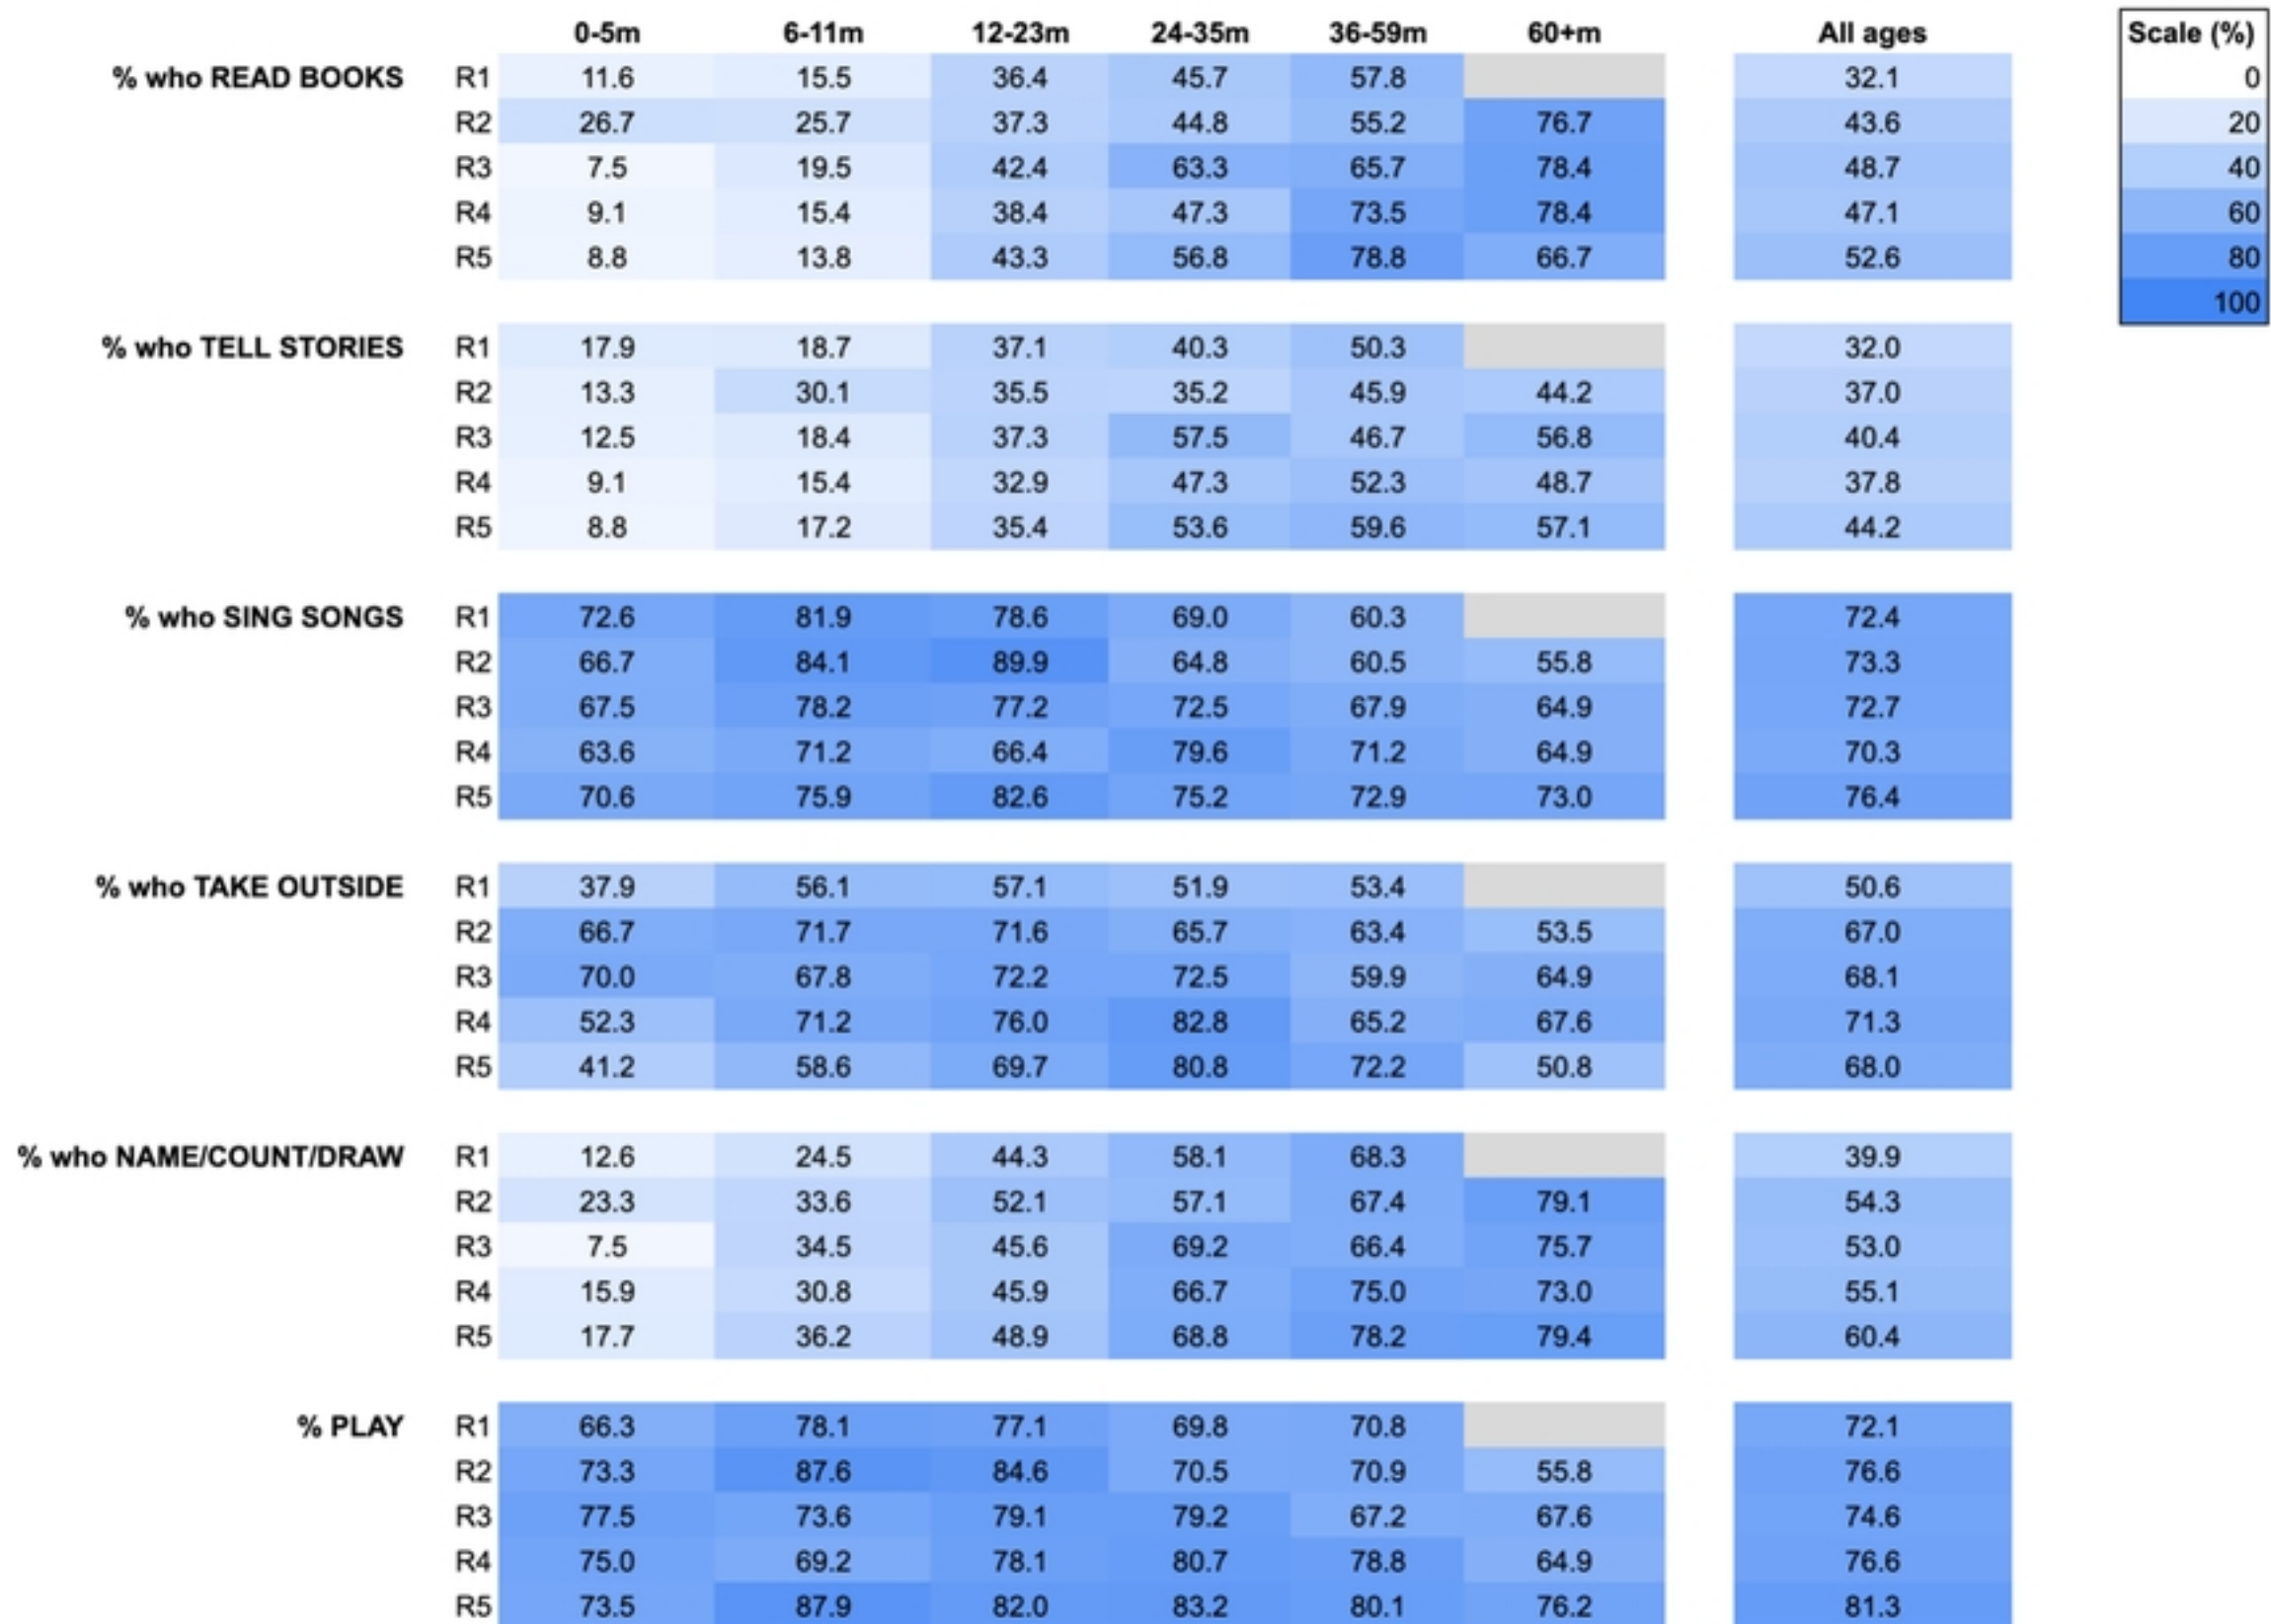 0-5m 6-11m 12-23m 24-35m 36-59m 60+m All ages Scale (%)
% who READ BOOKS R1 11.6 15.5 36.4 45.7 57.8 32.1 0
R2 26.7 25.7 37.3 44.8 55.2 76.7 43.6 20
R3 7.5 19.5 42.4 63.3 65.7 78.4 48.7 40
R4 9.1 15.4 38.4 47.3 73.5 78.4 47.1 60
R5 8.8 13.8 43.3 56.8 78.8 66.7 52.6 80
100
% who TELL STORIES R1 17.9 18.7 37.1 40.3 50.3 32.0
R2 13.3 30.1 35.5 35.2 45.9 44.2 37.0
R3 12.5 18.4 37.3 57.5 46.7 56.8 40.4
R4 9.1 15.4 32.9 47.3 52.3 48.7 37.8
R5 8.8 17.2 35.4 53.6 59.6 57.1 44.2
% who SING SONGS R1 72.6 81.9 78.6 69.0 60.3 72.4
R2 66.7 84.1 89.9 64.8 60.5 55.8 73.3
R3 67.5 78.2 77.2 72.5 67.9 64.9 72.7
R4 63.6 71.2 66.4 79.6 71.2 64.9 70.3
R5 70.6 75.9 82.6 75.2 72.9 73.0 76.4
% who TAKE OUTSIDE R1 37.9 56.1 57.1 51.9 53.4 50.6
R2 66.7 71.7 71.6 65.7 63.4 53.5 67.0
R3 70.0 67.8 72.2 72.5 59.9 64.9 68.1
R4 52.3 71.2 76.0 82.8 65.2 67.6 71.3
R5 41.2 58.6 69.7 80.8 72.2 50.8 68.0
% who NAME/COUNT/DRAW R1 12.6 24.5 44.3 58.1 68.3 39.9
R2 23.3 33.6 52.1 57.1 67.4 79.1 54.3
R3 7.5 34.5 45.6 69.2 66.4 75.7 53.0
R4 15.9 30.8 45.9 66.7 75.0 73.0 55.1
R5 17.7 36.2 48.9 68.8 78.2 79.4 60.4
% PLAY R1 66.3 78.1 77.1 69.8 70.8 72.1
R2 73.3 87.6 84.6 70.5 70.9 55.8 76.6
R3 77.5 73.6 79.1 79.2 67.2 67.6 74.6
R4 75.0 69.2 78.1 80.7 78.8 64.9 76.6
R5 73.5 87.9 82.0 83.2 80.1 76.2 81.3